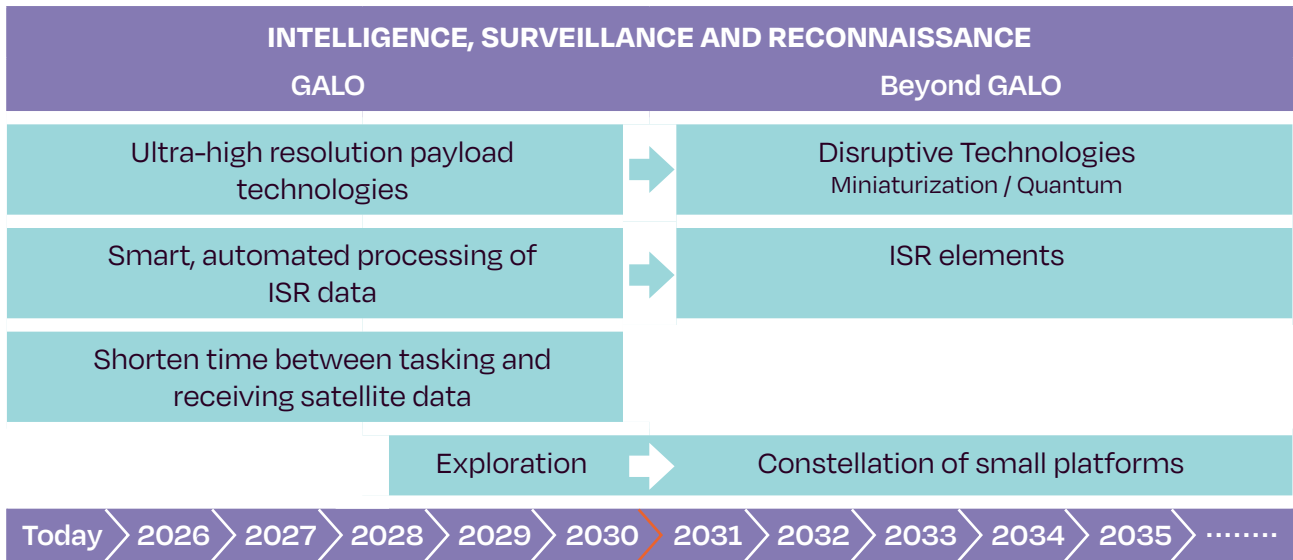 INTELLIGENCE, SURVEILLANCE AND RECONNAISSANCE
GALO
Beyond GALO
Ultra-high resolution payload
technologies
Disruptive Technologies
Miniaturization / Quantum
Smart, automated processing of
ISR data
ISR elements
Shorten time between tasking and
receiving satellite data
Exploration
Constellation of small platforms
Today 2026 2027 2028 2029 2030 2031 2032 2033 2034 2035 ........